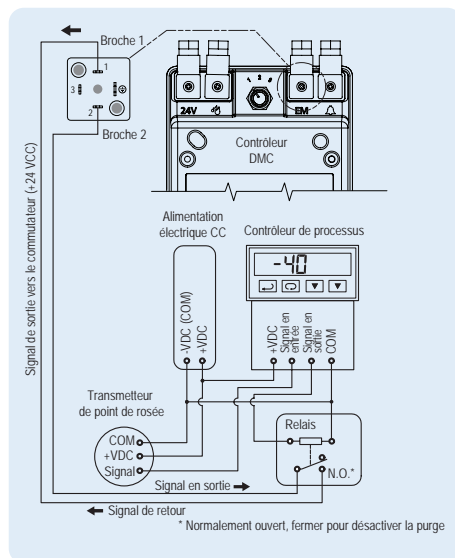 Broche 1
1
3
2
Broche 2
1 2 3
24V
EM
Contrôleur
DMC
Signal de sortie vers le commutateur (+24 VCC)
Alimentation
électrique CC
Contrôleur de processus
-40
-VDC (COM)
+VDC
+VDC
Signal en
entrée
Signal en
sortie
COM
Transmetteur
de point de rosée
COM
+VDC
Signal
Relais
N.O.*
Signal en sortie
Signal de retour
* Normalement ouvert, fermer pour désactiver la purge